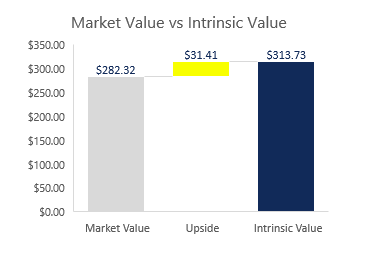 Market Value vs Intrinsic Value
$350.00
$300.00
$250.00
$200.00
$150.00
$100.00
$50.00
$0.00
$282.32
$31.41
$313.73
Market Value
Upside
Intrinsic Value